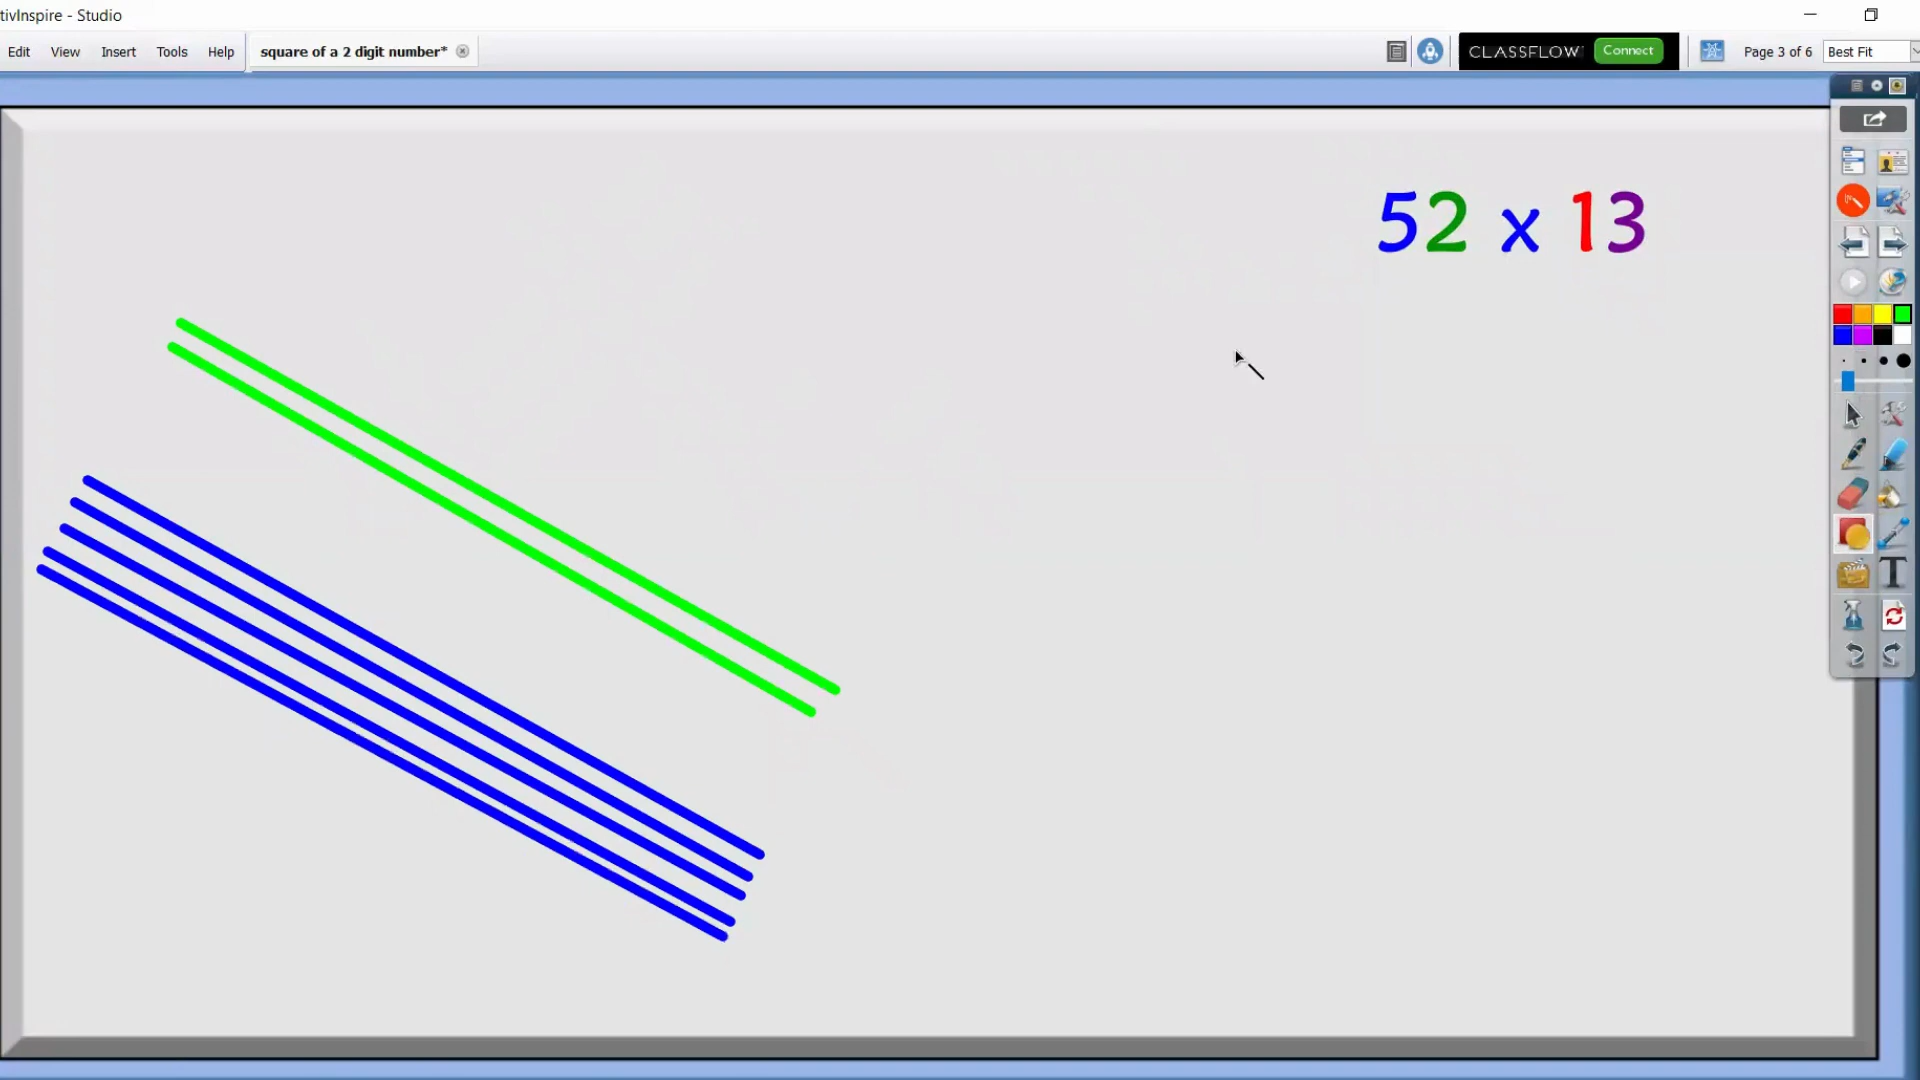 tivInspire - Studio
Edit View Insert Tools Help square of a 2 digit number* CLASSFLOW Connect Page 3 of 6 Best Fit
52 x 13
T